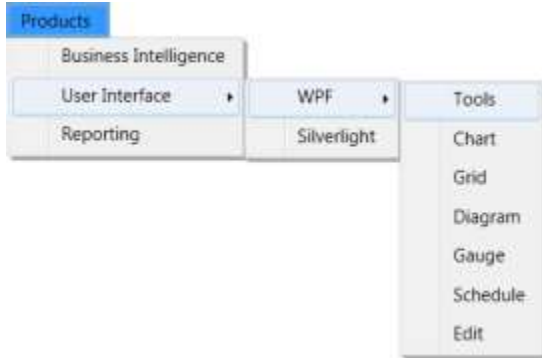 Products
Business Intelligence
User Interface
Reporting
WPF
Silverlight
Tools
Chart
Grid
Diagram
Gauge
Schedule
Edit